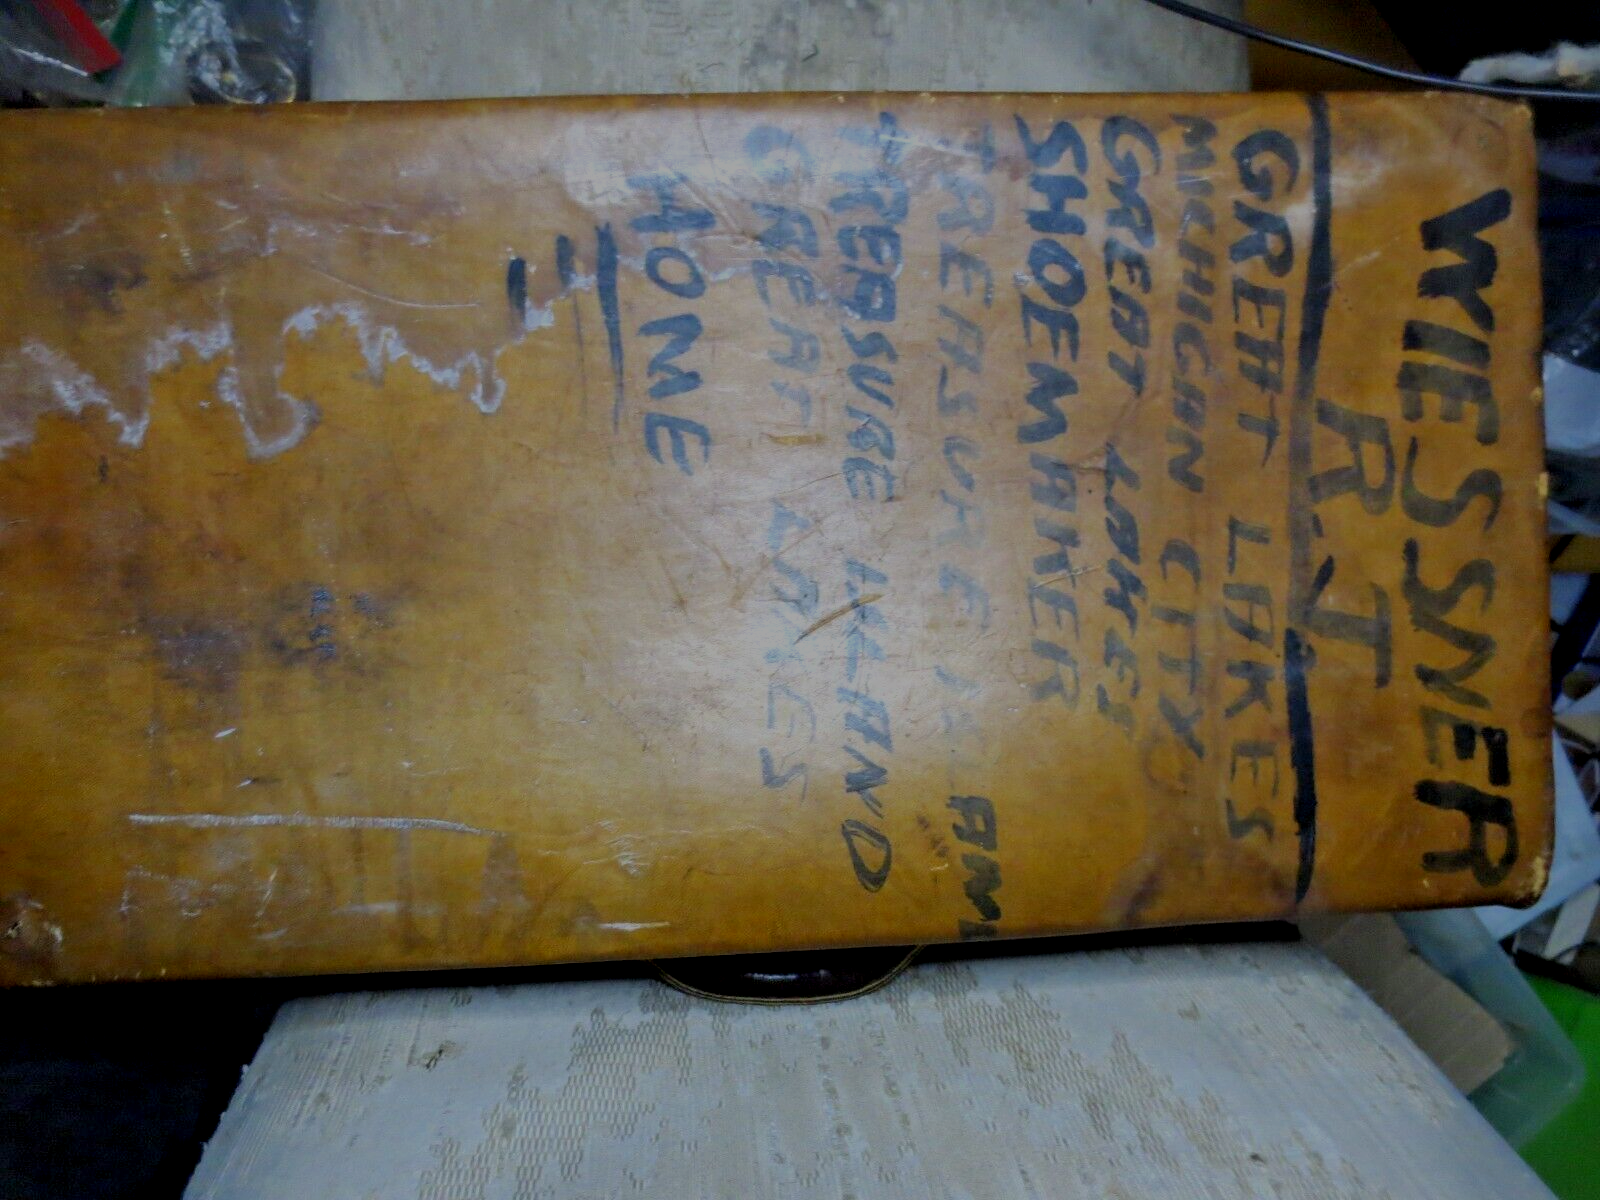 WIESSNER
R.J
GREAT LAKES
MICHIGAN CITY
GREAT LAKES
SHOEMAKER
TREASURE ISLAND
TREASURE ISLAND
GREAT LAKES
HOME